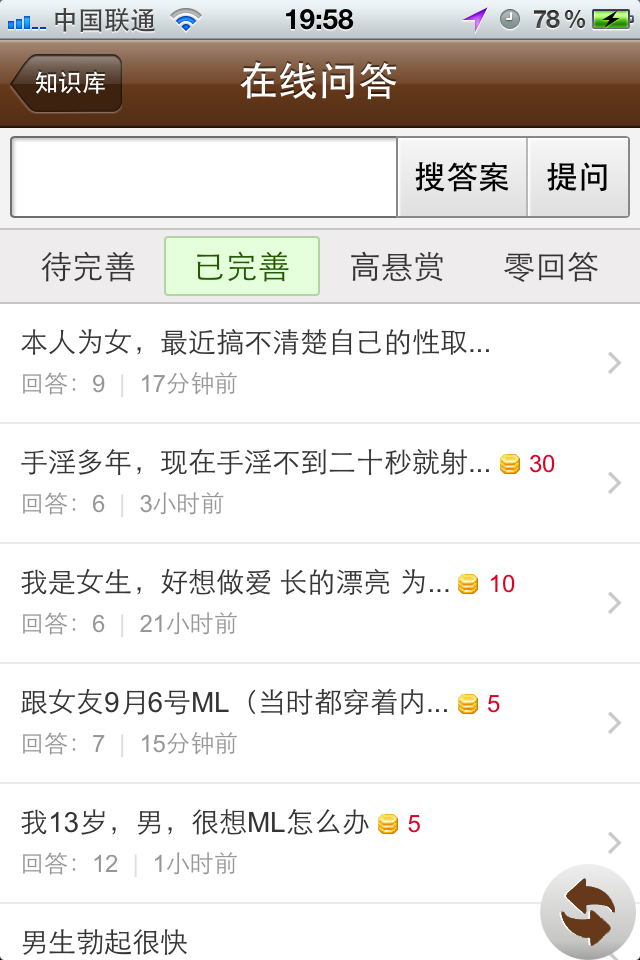 中国联通 19:58 78%
知识库 在线问答
搜答案 提问
待完善 已完善 高悬赏 零回答
本人为女，最近搞不清楚自己的性取...
回答：9 | 17分钟前
手淫多年，现在手淫不到二十秒就射... 30
回答：6 | 3小时前
我是女生，好想做爱 长的漂亮 为... 10
回答：6 | 21小时前
跟女友9月6号ML（当时都穿着内... 5
回答：7 | 15分钟前
我13岁，男，很想ML怎么办 5
回答：12 | 1小时前
男生勃起很快